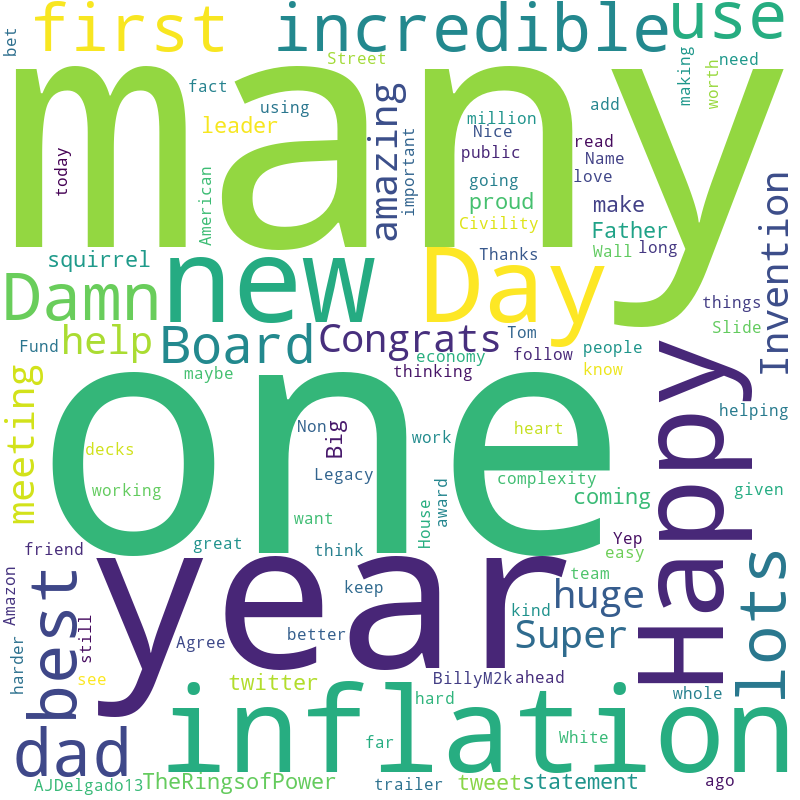 bet
first
incredible
use
Street
many
fact
using
leader
today
American
amazing
important
million
Nice
public
going
proud
Civility
add
read
Name
love
making
worth
need
make
Father
Wall
long
squirrel
new
Day
Thanks
Invention
things
Slide
Damn
Fund
help
Board
Congrats
Tom
follow
people
know
economy
thinking
maybe
helping
meeting
one
decks
working
Non
Big
Legacy
work
award
House
heart
complexity
coming
given
want
great
think
Yep
easy
Happy
friend
year
team
lots
Amazon
best
still
harder
keep
kind
huge
Agree
better
Super
see
twitter
BillyM2k
ahead
whole
inflation
hard
dad
far
White
AJDelgado13
TheRingsofPower
trailer
tweet
statement
ago